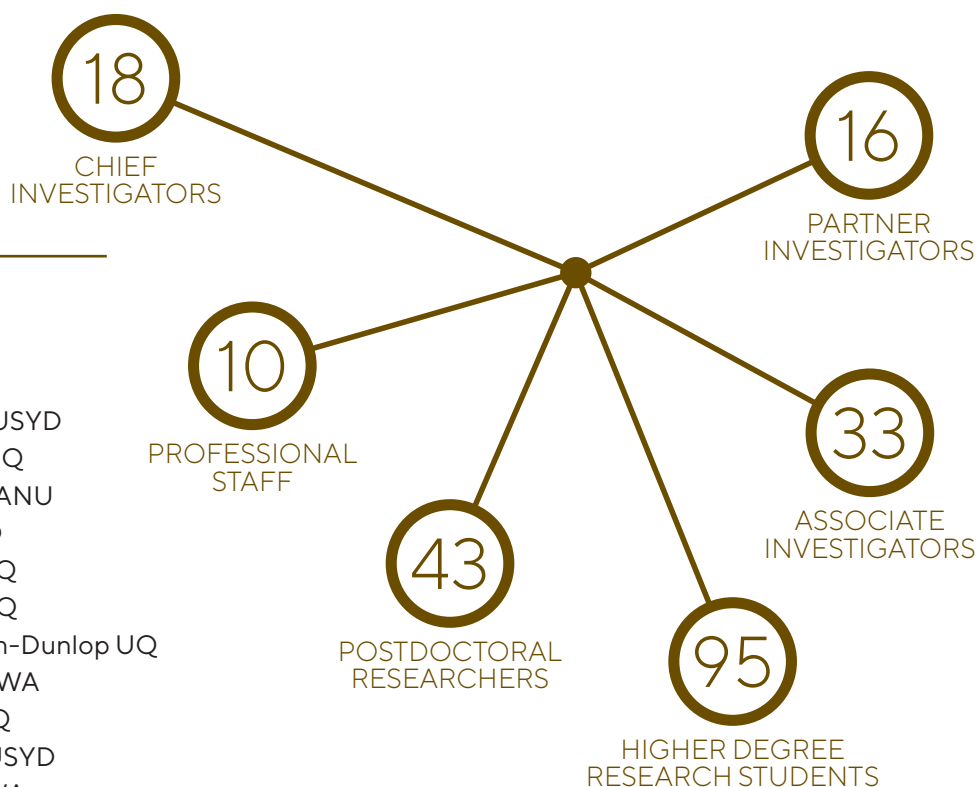 18
CHIEF
INVESTIGATORS
16
PARTNER
INVESTIGATORS
10
PROFESSIONAL
STAFF
33
ASSOCIATE
INVESTIGATORS
43
POSTDOCTORAL
RESEARCHERS
95
HIGHER DEGREE
RESEARCH STUDENTS
USYD
ANU
-Dunlop UQ
USYD